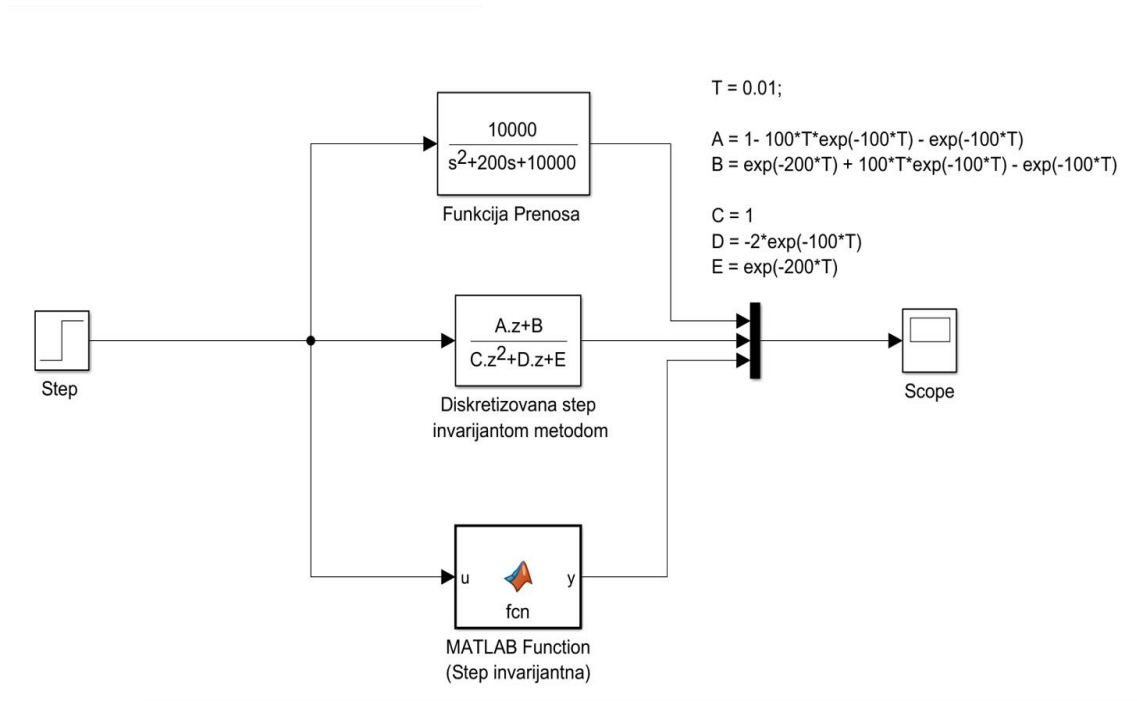 T = 0.01;
A = 1- 100*T*exp(-100*T) - exp(-100*T)
B = exp(-200*T) + 100*T*exp(-100*T) - exp(-100*T)
C = 1
D = -2*exp(-100*T)
E = exp(-200*T)
10000
s2+200s+10000
Funkcija Prenosa
Step
A.z+B
C.z2+D.z+E
Diskretizovana step
invarijantom metodom
Scope
u
fcn
y
MATLAB Function
(Step invarijantna)